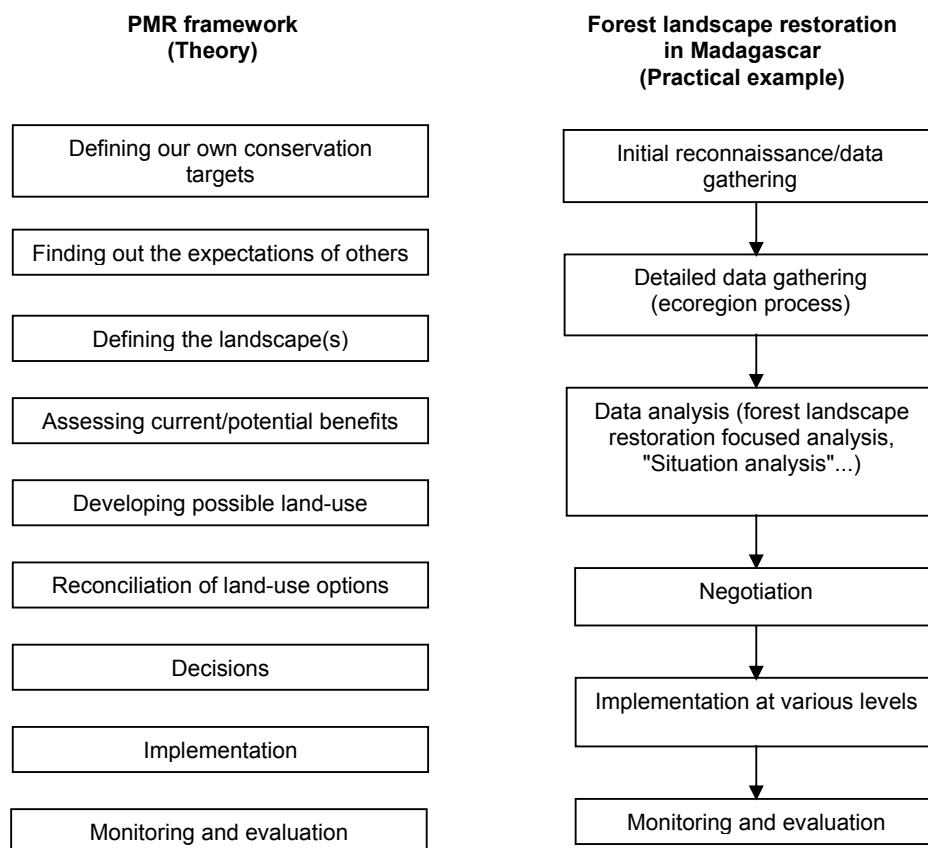 PMR framework
(Theory)
Defining our own conservation
targets
Finding out the expectations of others
Defining the landscape(s)
Assessing current/potential benefits
Developing possible land-use
Reconciliation of land-use options
Decisions
Implementation
Monitoring and evaluation
Forest landscape restoration
in Madagascar
(Practical example)
Initial reconnaissance/data
gathering
Detailed data gathering
(ecoregion process)
Data analysis (forest landscape
restoration focused analysis,
"Situation analysis"...)
Negotiation
Implementation at various levels
Monitoring and evaluation